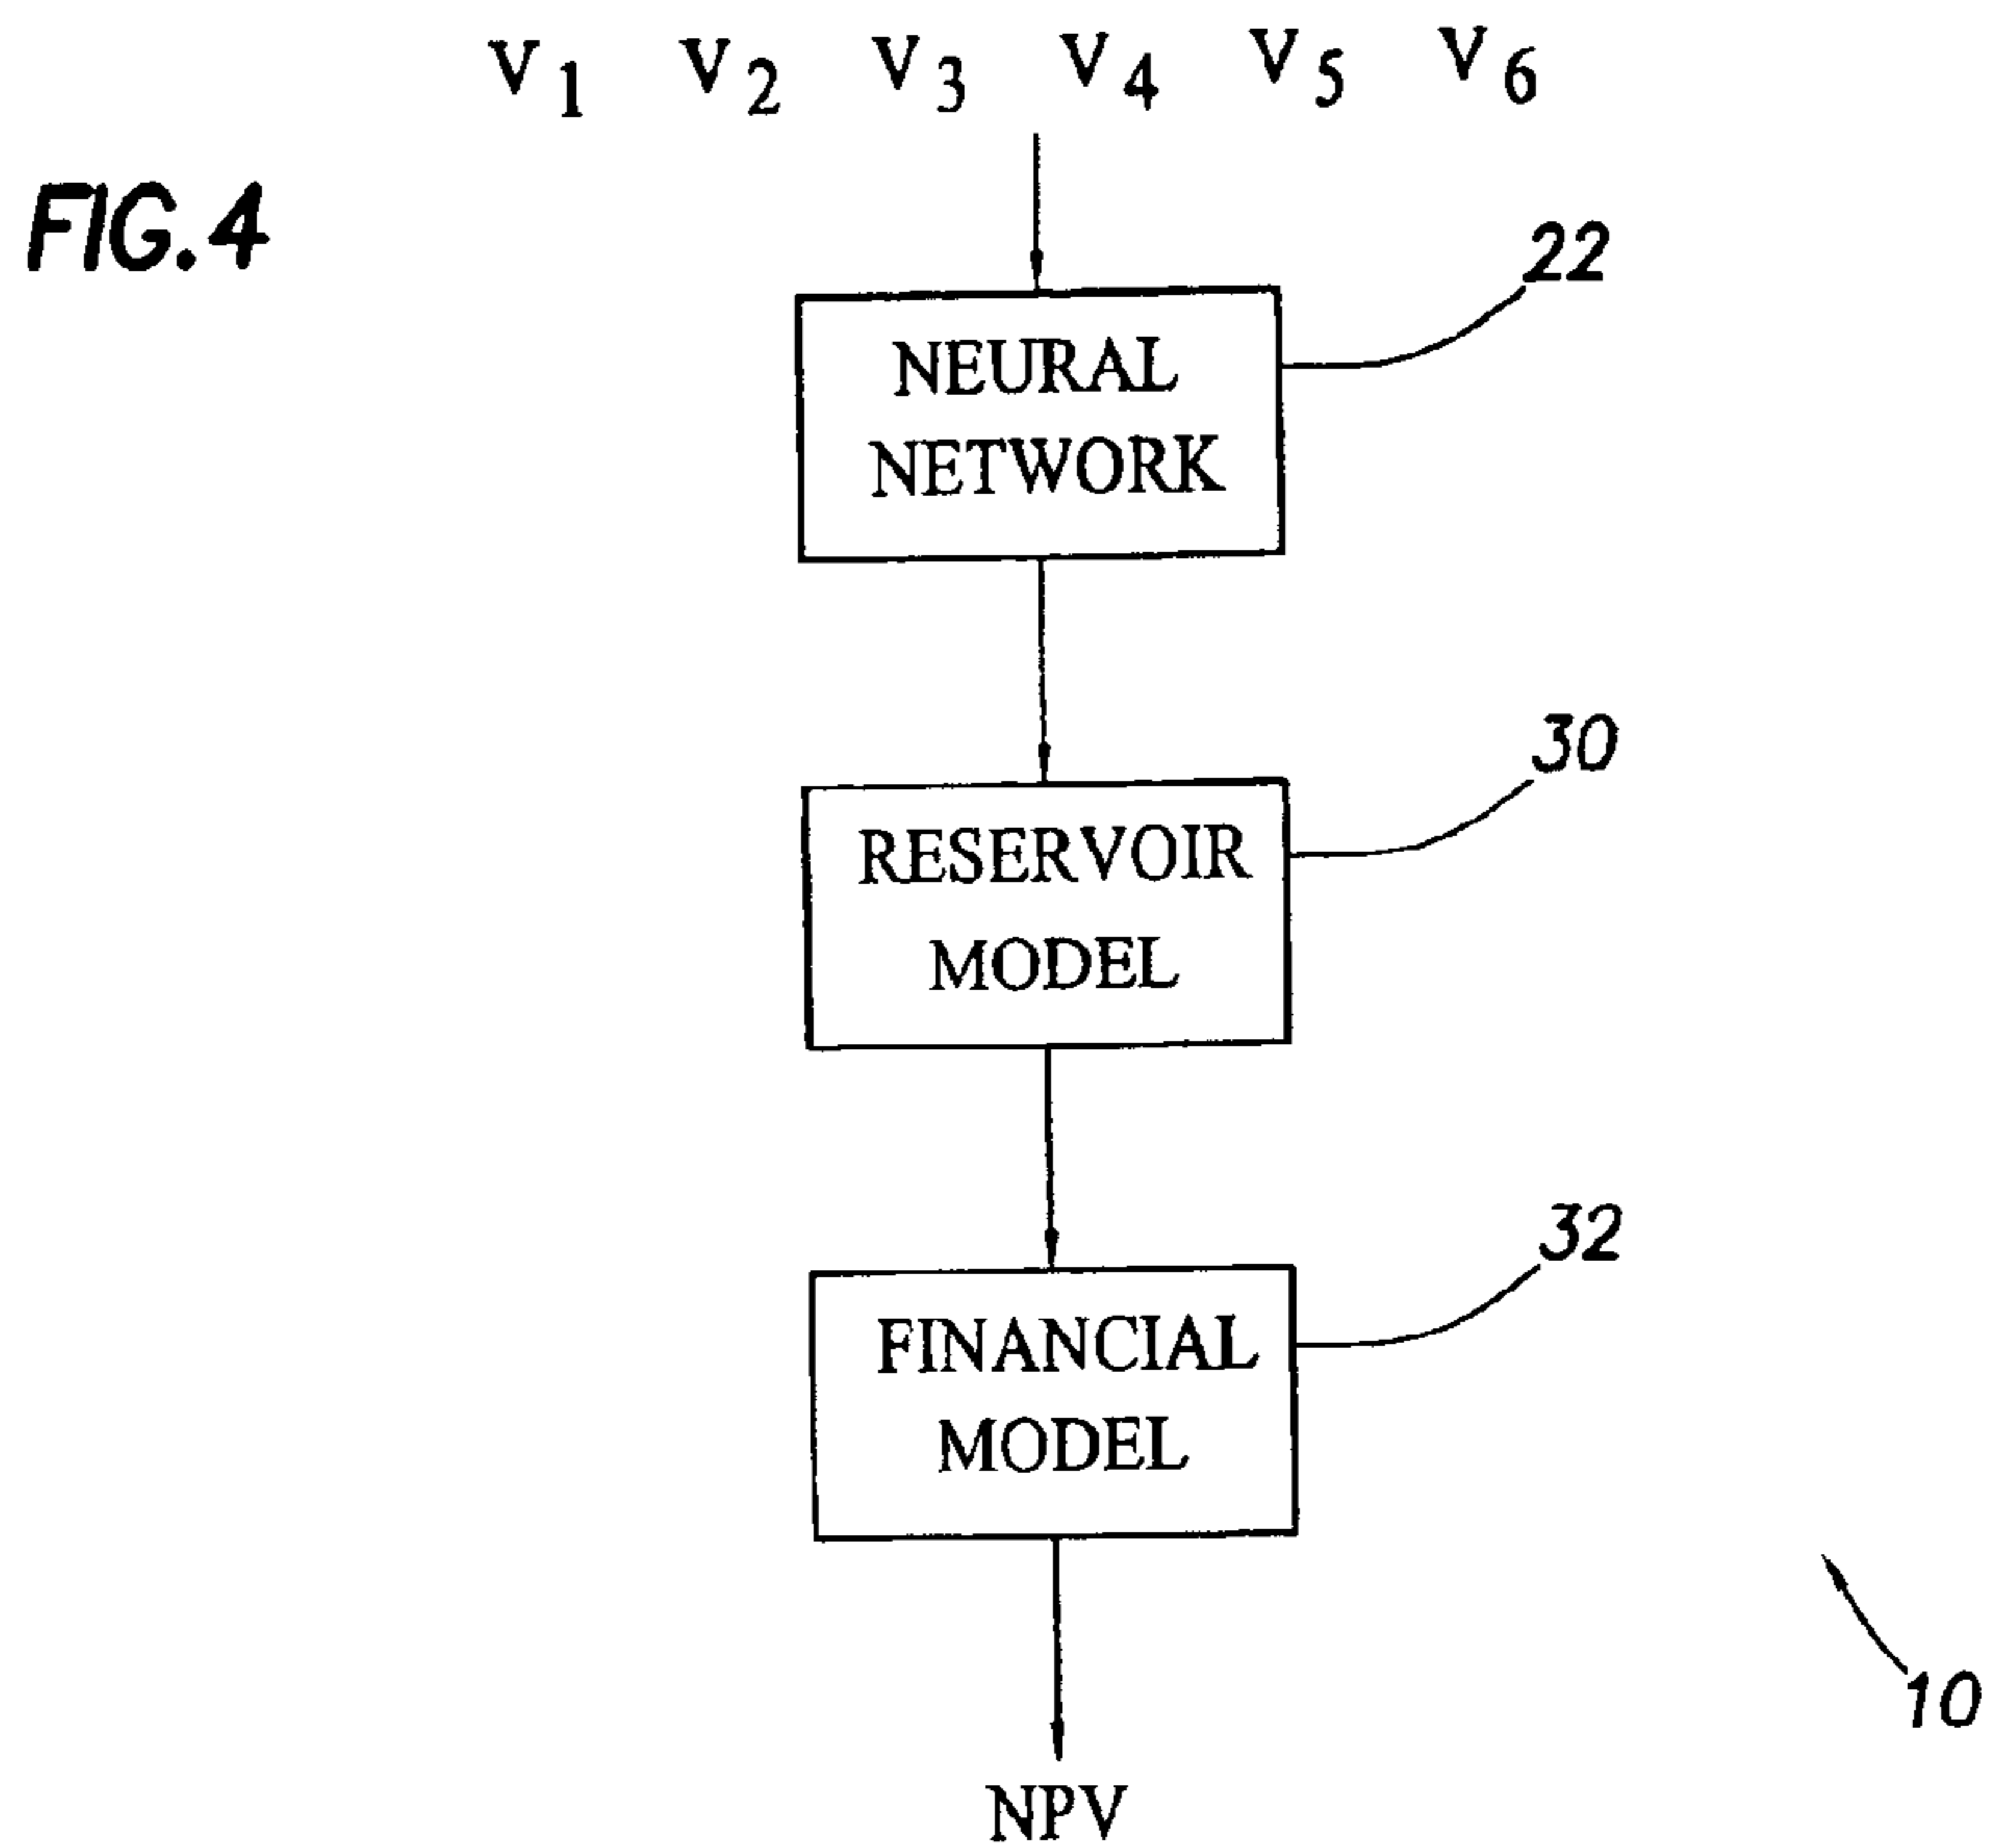 V1 V2 V3 V4 V5 V6
FIG.4
22
NEURAL
NETWORK
30
RESERVOIR
MODEL
32
FINANCIAL
MODEL
10
NPV